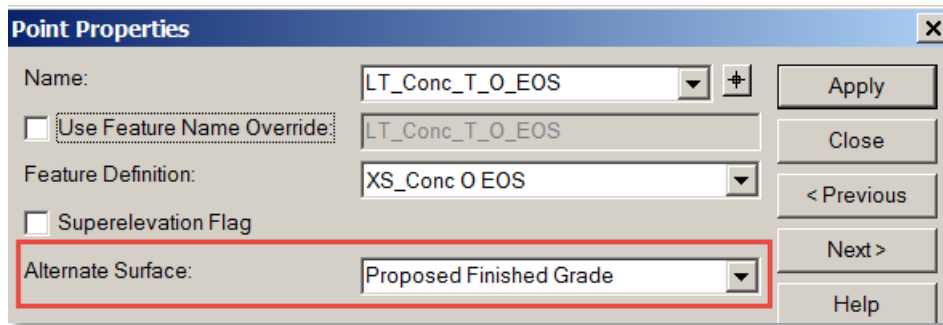 Point Properties
Name: LT_Conc_T_O_EOS Apply
Use Feature Name Override: LT_Conc_T_O_EOS Close
Feature Definition: XS_Conc O EOS < Previous
Superelevation Flag
Alternate Surface: Proposed Finished Grade Next >
Help